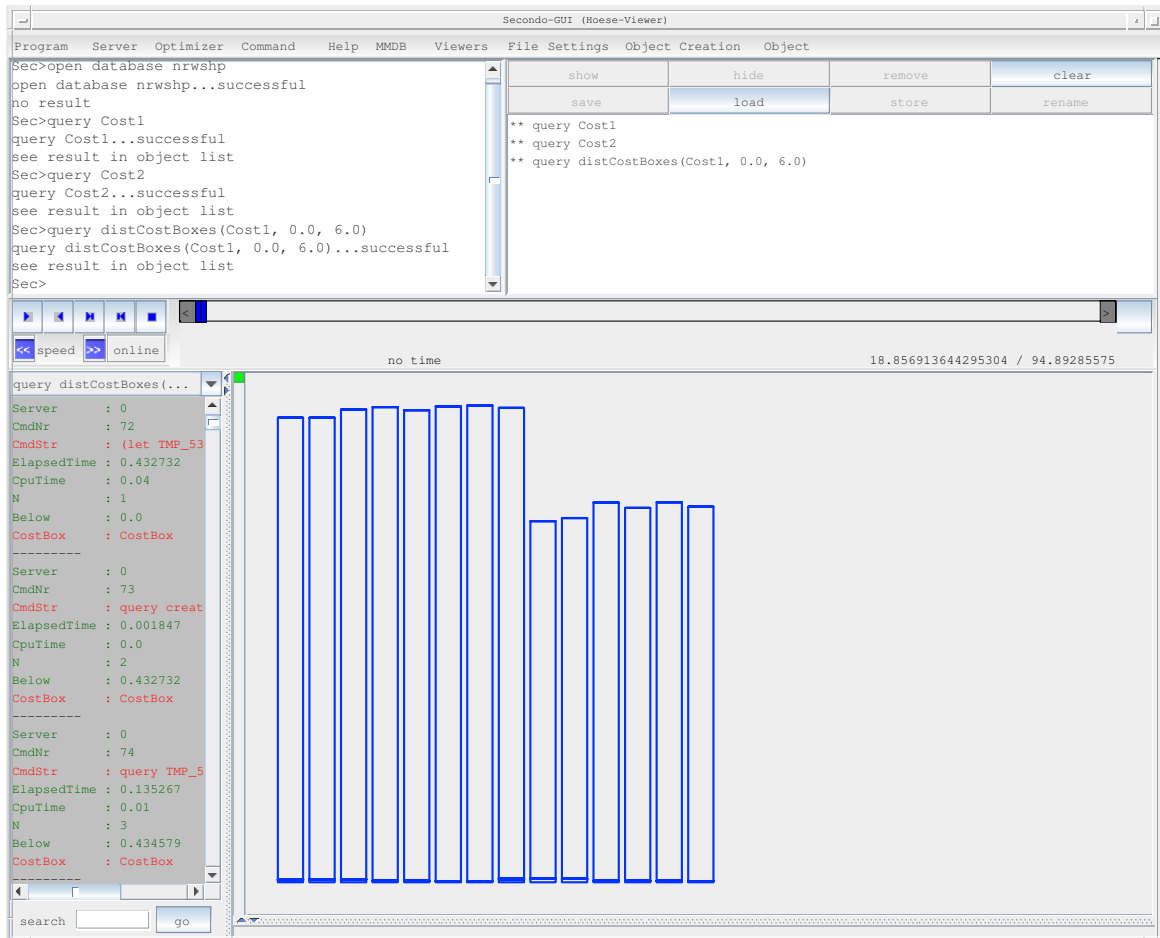 Secondo-GUI (Hoese-Viewer)
Program Server Optimizer Command Help MMDB Viewers File Settings Object Creation Object
Sec>open database nrwshp
open database nrwshp...successful
no result
Sec>query Cost1
query Cost1...successful
see result in object list
Sec>query Cost2
query Cost2...successful
see result in object list
Sec>query distCostBoxes(Cost1, 0.0, 6.0)
query distCostBoxes(Cost1, 0.0, 6.0)...successful
see result in object list
Sec>
show hide remove clear
save load store rename
** query Cost1
** query Cost2
** query distCostBoxes(Cost1, 0.0, 6.0)
< >
<< speed >> online
no time
18.856913644295304 / 94.89285575
query distCostBoxes(...
Server : 0
CmdNr : 72
CmdStr : (let TMP_53
ElapsedTime : 0.432732
CpuTime : 0.04
N : 1
Below : 0.0
CostBox : CostBox
---------
Server : 0
CmdNr : 73
CmdStr : query creat
ElapsedTime : 0.001847
CpuTime : 0.0
N : 2
Below : 0.432732
CostBox : CostBox
---------
Server : 0
CmdNr : 74
CmdStr : query TMP_5
ElapsedTime : 0.135267
CpuTime : 0.01
N : 3
Below : 0.434579
CostBox : CostBox
---------
search go